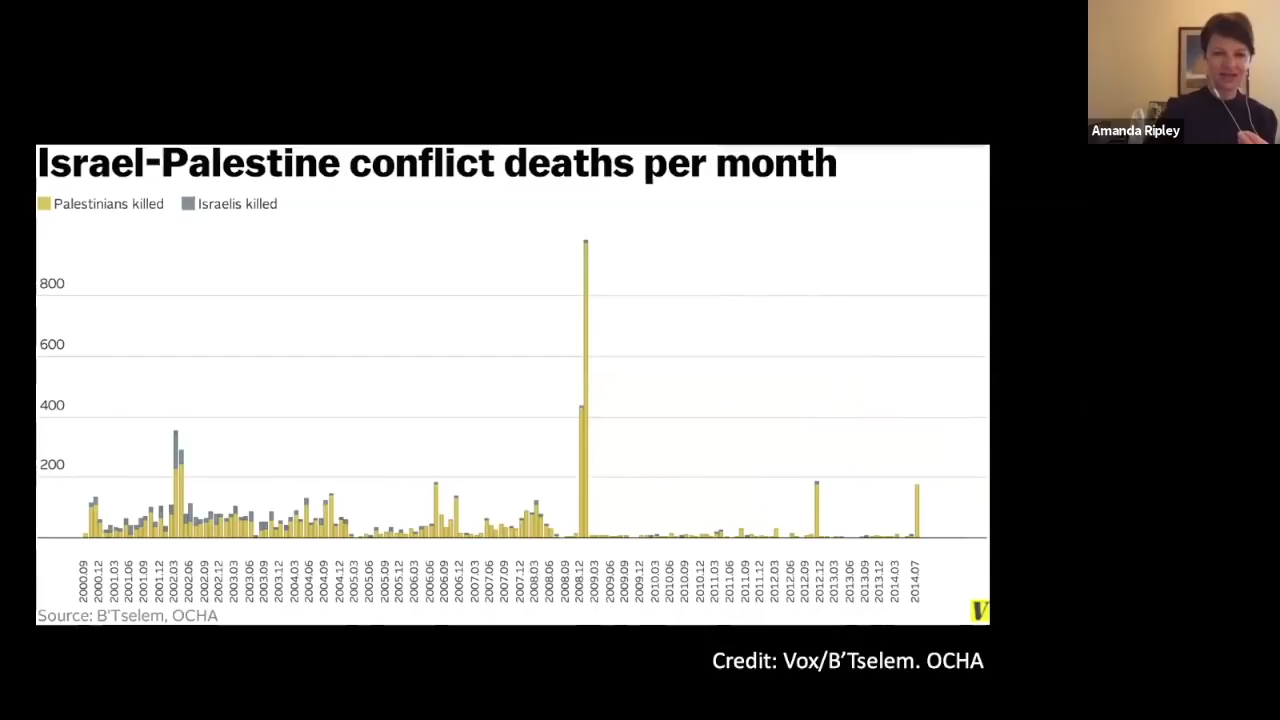 Amanda Ripley
Israel-Palestine conflict deaths per month
Palestinians killed Israelis killed
800
600
400
200
2000.09 2000.12 2001.03 2001.06 2001.09 2001.12 2002.03 2002.06 2002.09 2002.12 2003.03 2003.06 2003.09 2003.12 2004.03 2004.06 2004.09 2004.12 2005.03 2005.06 2005.09 2005.12 2006.03 2006.06 2006.09 2006.12 2007.03 2007.06 2007.09 2007.12 2008.03 2008.06 2008.12 2009.03 2009.06 2009.09 2009.12 2010.03 2010.06 2010.09 2010.12 2011.03 2011.06 2011.09 2011.12 2012.03 2012.06 2012.09 2012.12 2013.03 2013.06 2013.09 2013.12 2014.03 2014.07
Source: B'Tselem, OCHA
V
Credit: Vox/B’Tselem. OCHA